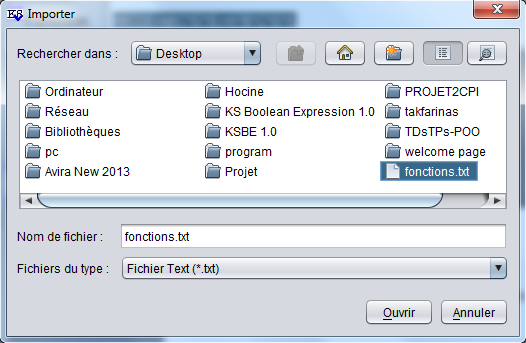 KS Importer
Rechercher dans : Desktop
Ordinateur Hocine PROJET2CPI
Réseau KS Boolean Expression 1.0 takfarinas
Bibliothèques KSBE 1.0 TDsTPs-POO
pc program welcome page
Avira New 2013 Projet fonctions.txt
Nom de fichier : fonctions.txt
Fichiers du type : Fichier Text (*.txt)
Ouvrir Annuler